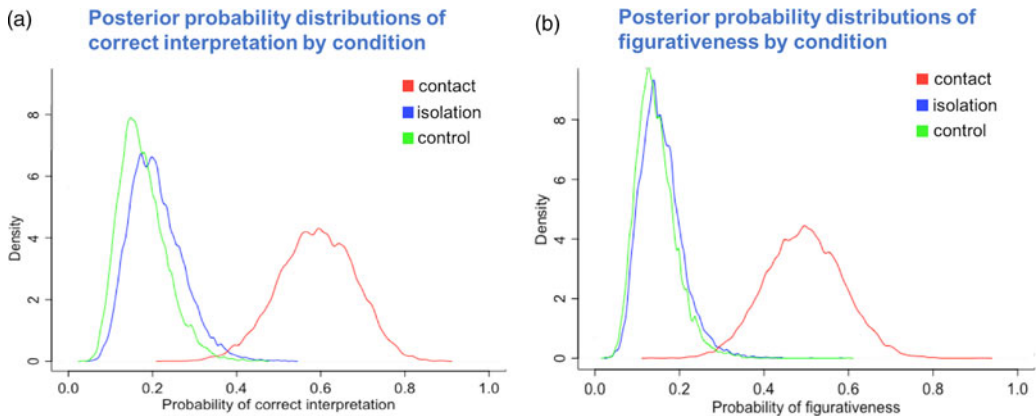 (a)
Posterior probability distributions of
correct interpretation by condition
contact
isolation
control
Density
8
6
4
2
0
0.0 0.2 0.4 0.6 0.8 1.0
Probability of correct interpretation
(b)
Posterior probability distributions of
figurativeness by condition
contact
isolation
control
Density
8
6
4
2
0
0.0 0.2 0.4 0.6 0.8 1.0
Probability of figurativeness